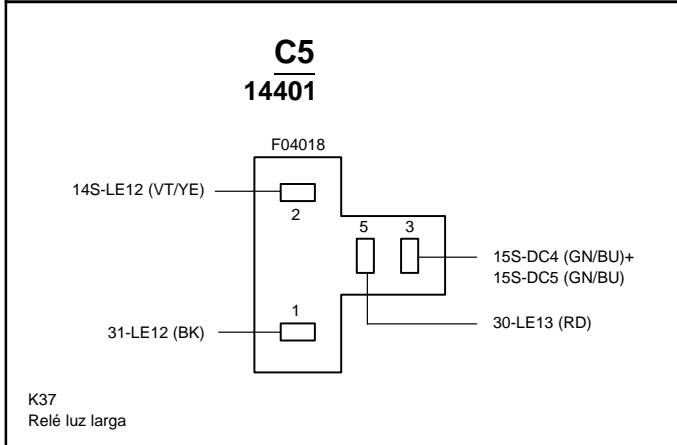 C5
14401
F04018
14S-LE12 (VT/YE)
2
5
3
15S-DC4 (GN/BU)+
15S-DC5 (GN/BU)
1
31-LE12 (BK)
30-LE13 (RD)
K37
Relé luz larga